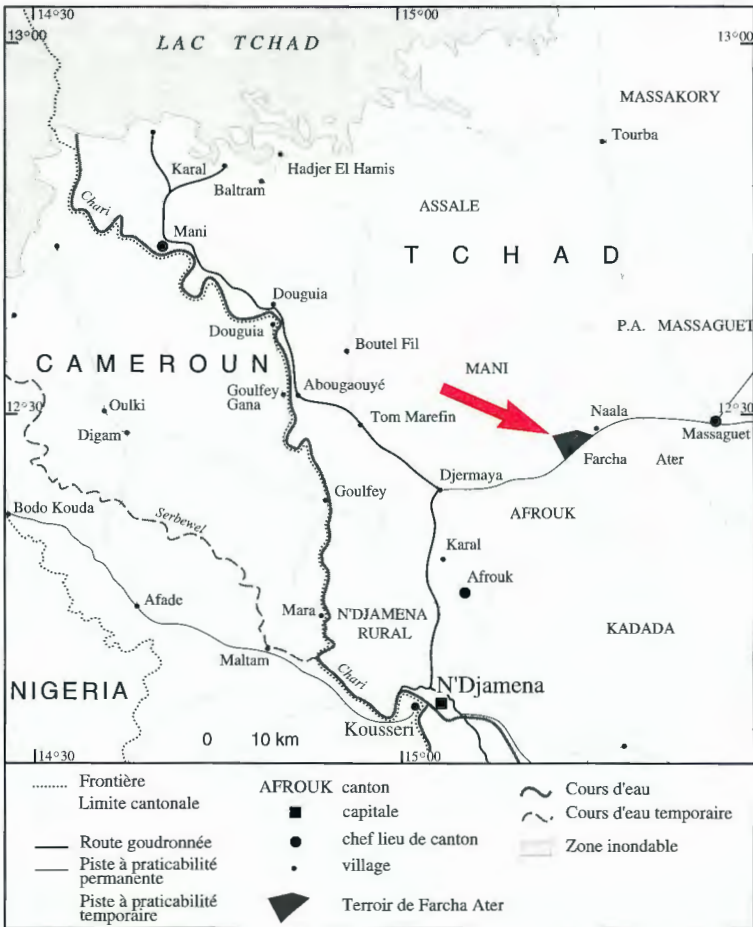 14°30
15°00
13°00
13°00
LAC TCHAD
MASSAKORY
Tourba
Karal
Hadjer El Hamis
Baltram
Chari
ASSALE
Mani
TCHAD
Douguia
Douguia
P.A. MASSAGUET
Boutel Fil
CAMEROUN
MANI
Goulfey
Gana
Abougaouyé
12°30
12°30
Oulki
Naala
Tom Marefin
Digam
Massaguet
Farcha Ater
Djermaya
Goulfey
AFROUK
Bodo Kouda
Serbewel
Karal
Afrouk
Afade
Mara
N'DJAMENA
RURAL
KADADA
Maltam
Chari
NIGERIA
N'Djamena
Kousseri
0 10 km
14°30
15°00
Frontière
Limite cantonale
Route goudronnée
Piste à praticabilité
permanente
Piste à praticabilité
temporaire
AFROUK canton
capitale
chef lieu de canton
village
Terroir de Farcha Ater
Cours d'eau
Cours d'eau temporaire
Zone inondable